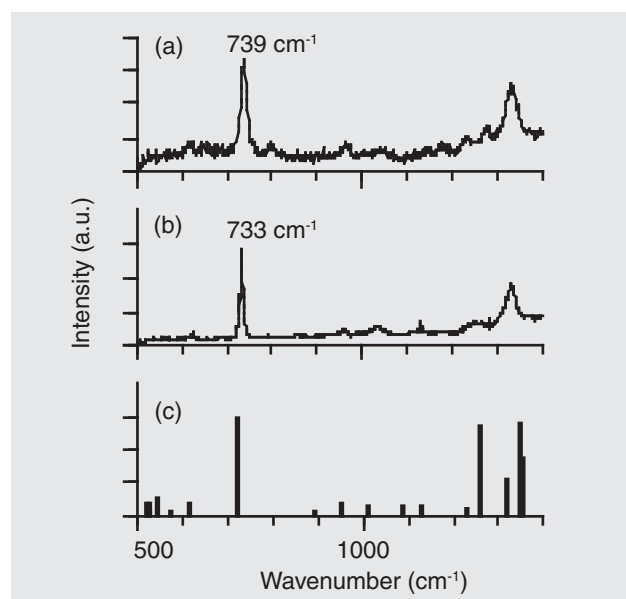 (a)
739 cm⁻¹
(b)
733 cm⁻¹
Intensity (a.u.)
(c)
500
1000
Wavenumber (cm⁻¹)